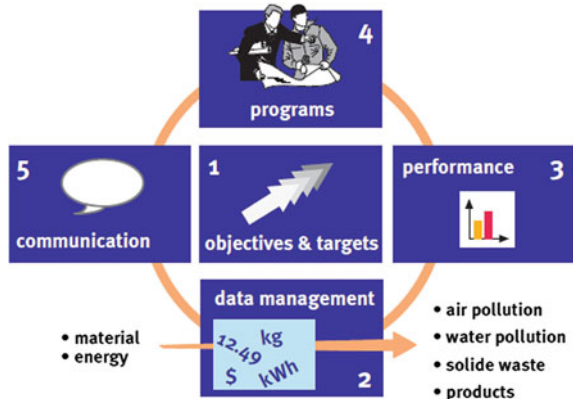 4
programs
5
communication
1
objectives & targets
performance 3
data management
12.49 kg
$ kWh
2
• material
• energy
• air pollution
• water pollution
• solide waste
• products